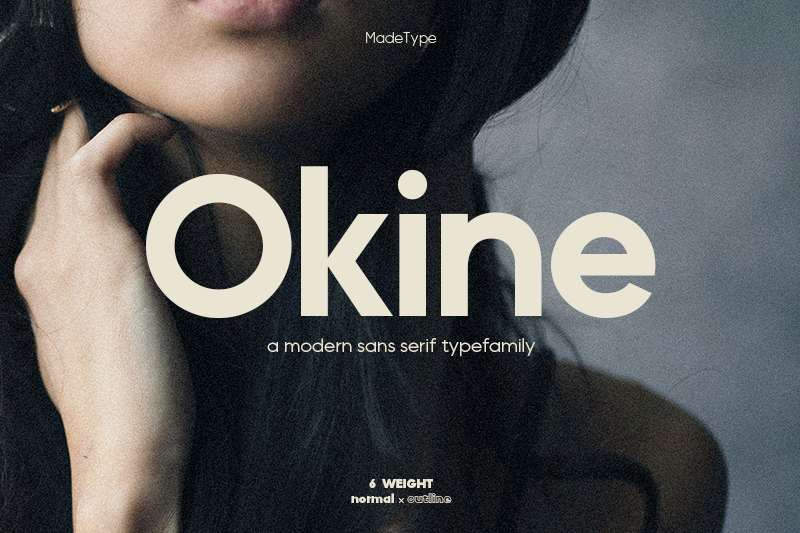 MadeType
Okine
a modern sans serif typefamily
6 WEIGHT
normal × outline